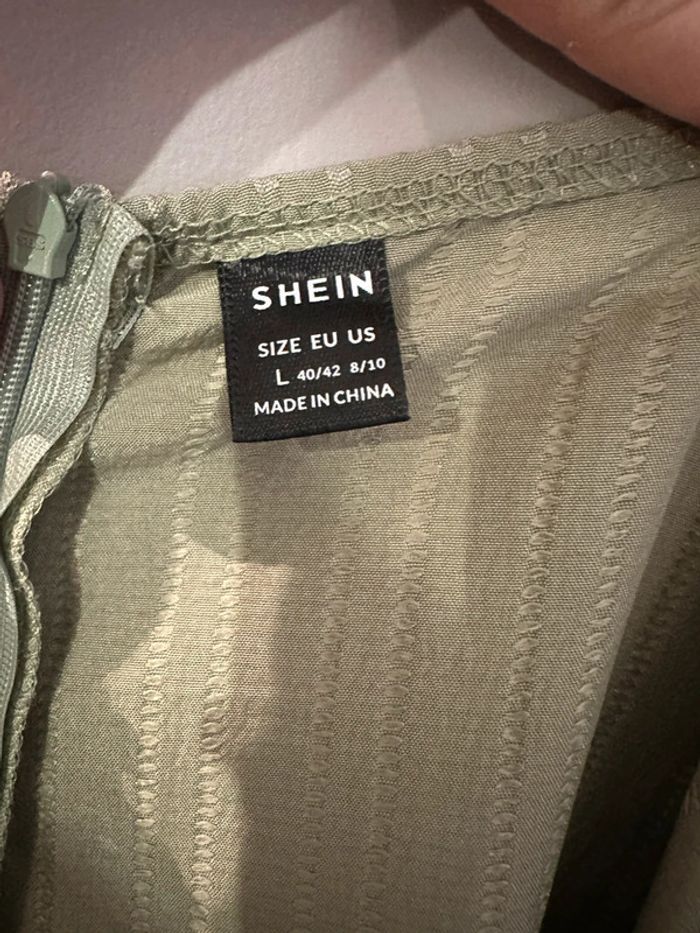 SHEIN
SIZE EU US
L 40/42 8/10
MADE IN CHINA